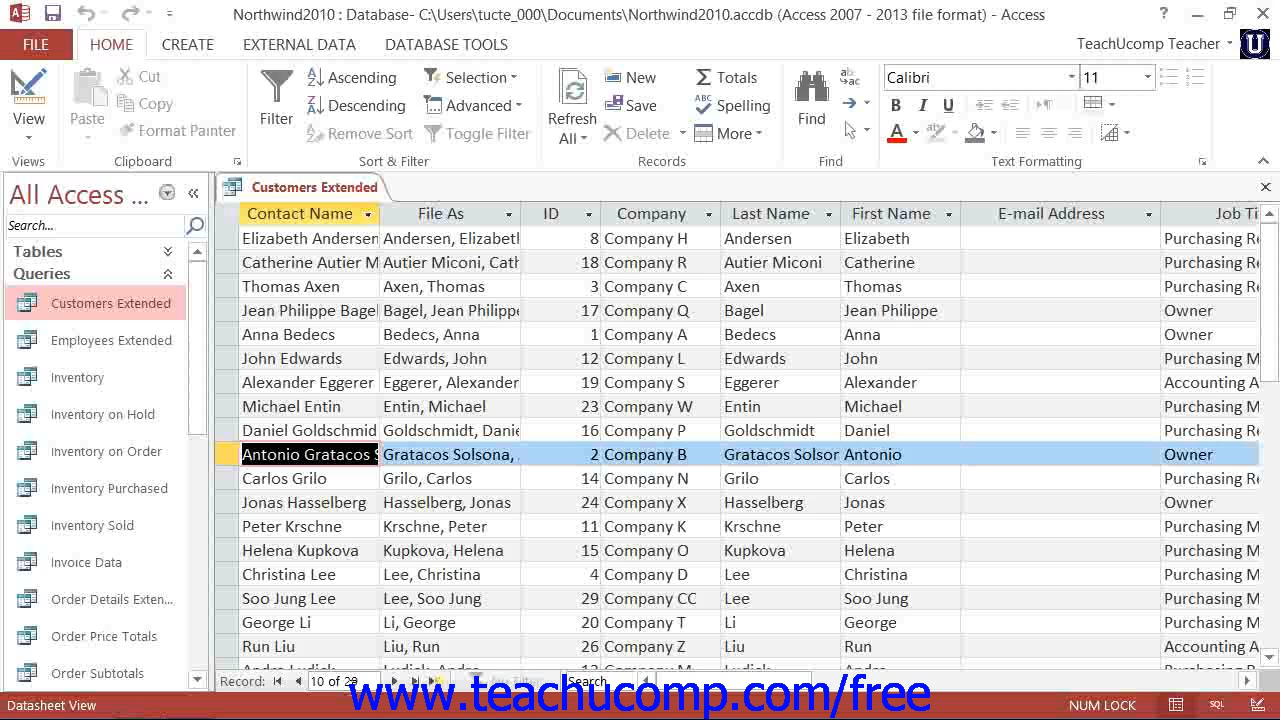 Northwind2010 : Database- C:\Users\tucte_000\Documents\Northwind2010.accdb (Access 2007 - 2013 file format) - Access
FILE HOME CREATE EXTERNAL DATA DATABASE TOOLS TeachUcomp Teacher
View
Views
Paste
Cut
Copy
Format Painter
Clipboard
Filter
Ascending
Descending
Remove Sort
Selection
Advanced
Toggle Filter
Sort & Filter
Refresh
All
New
Save
Delete
Totals
Spelling
More
Records
Find
Find
Calibri 11
B I U
Text Formatting
All Access ...
Search...
Tables
Queries
Customers Extended
Employees Extended
Inventory
Inventory on Hold
Inventory on Order
Inventory Purchased
Inventory Sold
Invoice Data
Order Details Exten...
Order Price Totals
Order Subtotals
Customers Extended
Contact Name File As ID Company Last Name First Name E-mail Address Job Ti
Elizabeth Andersen Andersen, Elizabet 8 Company H Andersen Elizabeth Purchasing Re
Catherine Autier M Autier Miconi, Cath 18 Company R Autier Miconi Catherine Purchasing Re
Thomas Axen Axen, Thomas 3 Company C Axen Thomas Purchasing Re
Jean Philippe Bagel Bagel, Jean Philippe 17 Company Q Bagel Jean Philippe Owner
Anna Bedecs Bedecs, Anna 1 Company A Bedecs Anna Owner
John Edwards Edwards, John 12 Company L Edwards John Purchasing M
Alexander Eggerer Eggerer, Alexander 19 Company S Eggerer Alexander Accounting A
Michael Entin Entin, Michael 23 Company W Entin Michael Purchasing M
Daniel Goldschmid Goldschmidt, Danie 16 Company P Goldschmidt Daniel Purchasing M
Antonio Gratacos S Gratacos Solsona, 2 Company B Gratacos Solsor Antonio Owner
Carlos Grilo Grilo, Carlos 14 Company N Grilo Carlos Purchasing Re
Jonas Hasselberg Hasselberg, Jonas 24 Company X Hasselberg Jonas Owner
Peter Krschne Krschne, Peter 11 Company K Krschne Peter Purchasing M
Helena Kupkova Kupkova, Helena 15 Company O Kupkova Helena Purchasing M
Christina Lee Lee, Christina 4 Company D Lee Christina Purchasing M
Soo Jung Lee Lee, Soo Jung 29 Company CC Lee Soo Jung Purchasing M
George Li Li, George 20 Company T Li George Purchasing M
Run Liu Liu, Run 26 Company Z Liu Run Accounting A
Record: 10 of 29 Search
www.teachucomp.com/free
Datasheet View NUM LOCK SQL